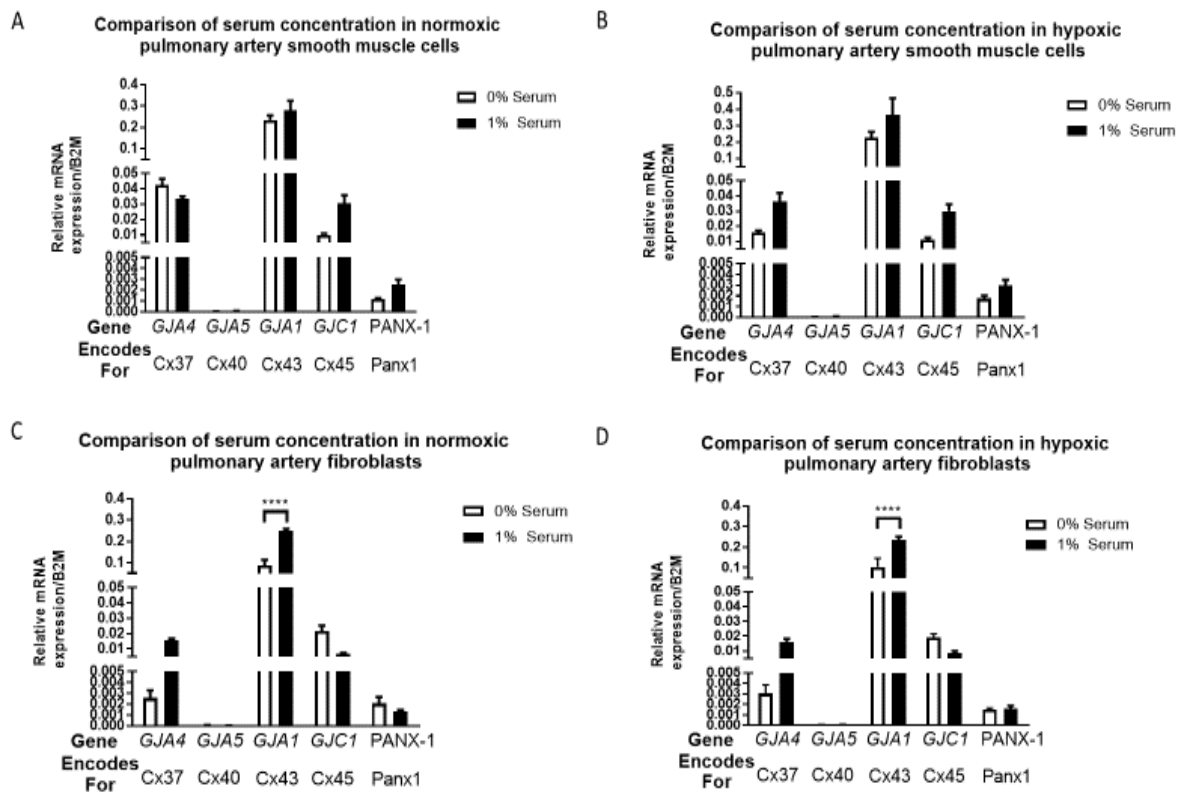 A
Comparison of serum concentration in normoxic
pulmonary artery smooth muscle cells
0% Serum
1% Serum
Relative mRNA
expression/B2M
0.4
0.3
0.2
0.05
0.04
0.03
0.02
0.01
0.005
0.004
0.003
0.002
0.001
0.000
Gene GJA4 GJA5 GJA1 GJC1 PANX-1
Encodes
For Cx37 Cx40 Cx43 Cx45 Panx1
B
Comparison of serum concentration in hypoxic
pulmonary artery smooth muscle cells
0% Serum
1% Serum
Relative mRNA
expression/B2M
0.5
0.4
0.3
0.2
0.1
0.05
0.04
0.03
0.02
0.01
0.005
0.004
0.003
0.002
0.001
0.000
Gene GJA4 GJA5 GJA1 GJC1 PANX-1
Encodes
For Cx37 Cx40 Cx43 Cx45 Panx1
C
Comparison of serum concentration in normoxic
pulmonary artery fibroblasts
0% Serum
1% Serum
Relative mRNA
expression/B2M
****
0.4
0.3
0.2
0.1
0.05
0.04
0.03
0.02
0.01
0.005
0.004
0.003
0.002
0.001
0.000
Gene GJA4 GJA5 GJA1 GJC1 PANX-1
Encodes
For Cx37 Cx40 Cx43 Cx45 Panx1
D
Comparison of serum concentration in hypoxic
pulmonary artery fibroblasts
0% Serum
1% Serum
Relative mRNA
expression/B2M
****
0.4
0.3
0.2
0.1
0.05
0.04
0.03
0.02
0.01
0.005
0.004
0.003
0.002
0.001
0.000
Gene GJA4 GJA5 GJA1 GJC1 PANX-1
Encodes
For Cx37 Cx40 Cx43 Cx45 Panx1